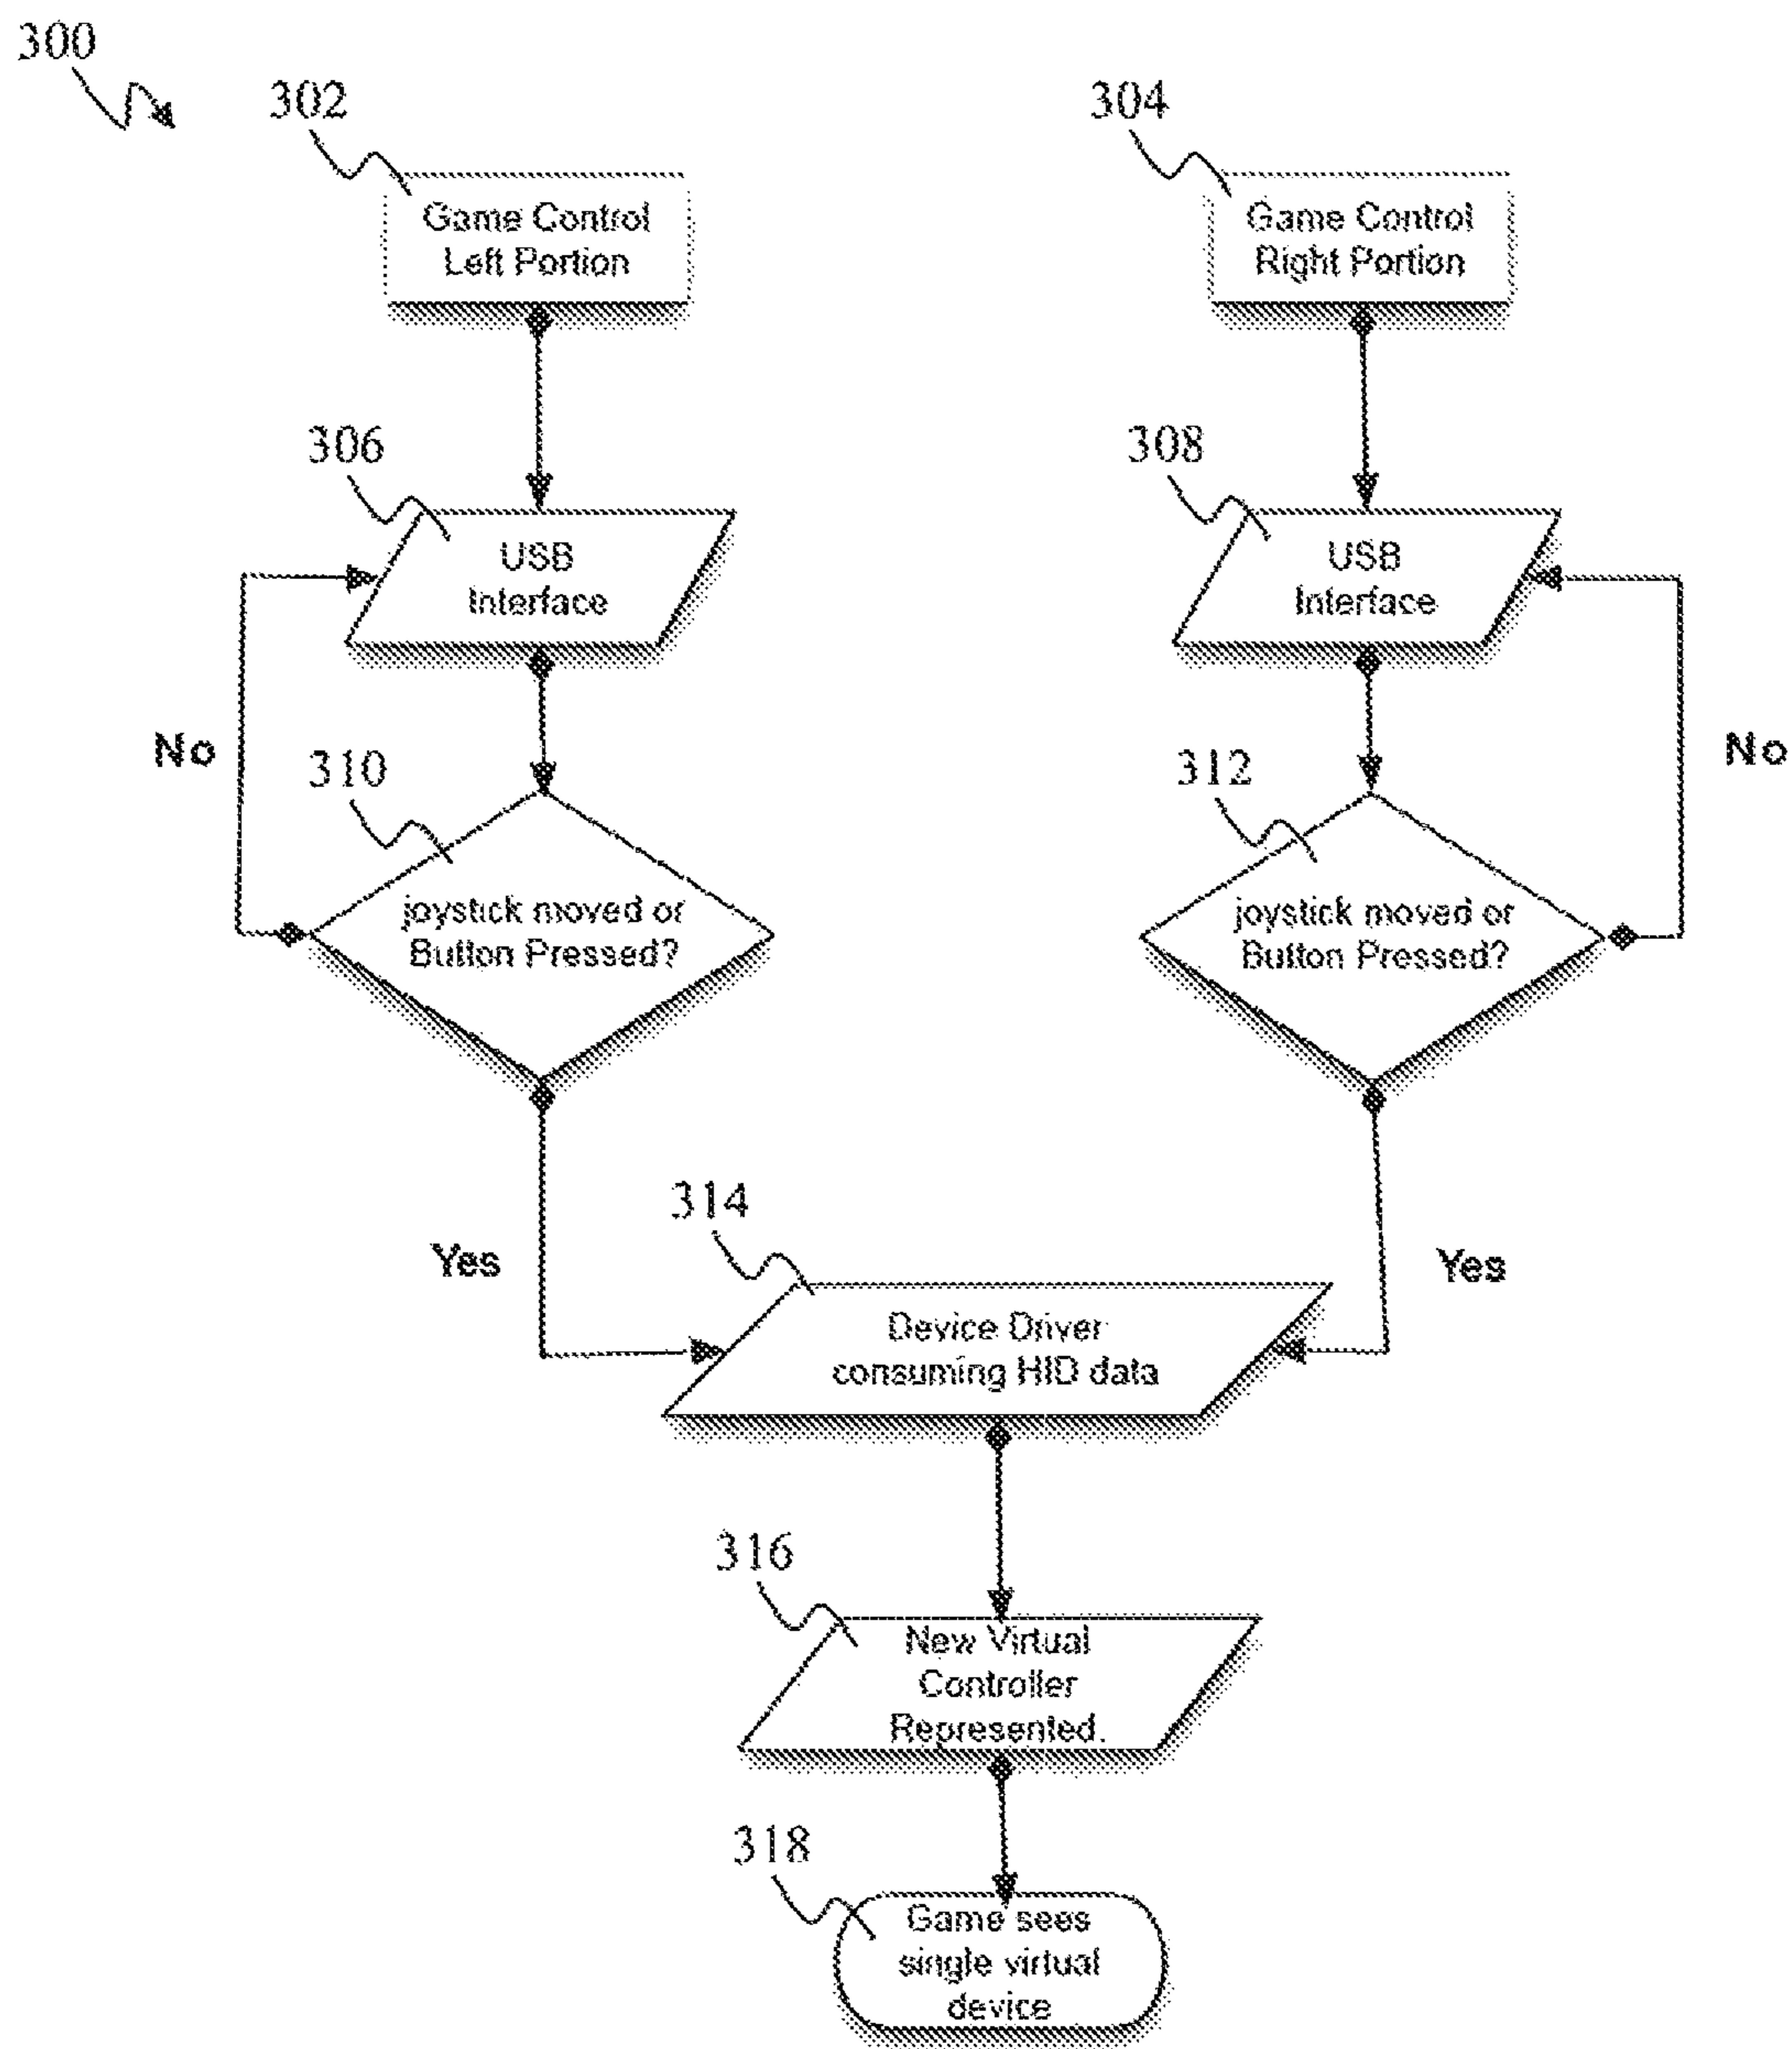 300
302
304
Game Control
Left Portion
Game Control
Right Portion
306
308
USB
Interface
USB
Interface
No
No
310
312
joystick moved or
Button Pressed?
joystick moved or
Button Pressed?
314
Yes
Yes
Device Driver
consuming HID data
316
New Virtual
Controller
Represented.
318
Game sees
single virtual
device